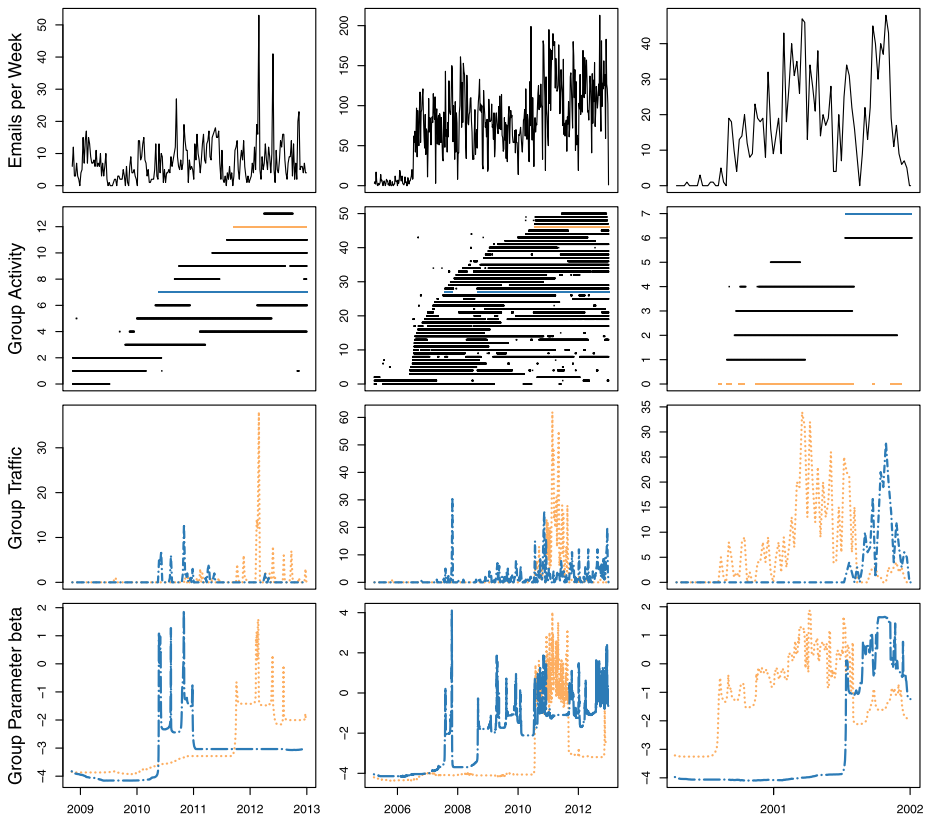 Emails per Week
0 10 20 30 40 50
0 50 100 150 200
0 10 20 30 40
Group Activity
0 2 4 6 8 10 12
0 10 20 30 40 50
0 1 2 3 4 5 6 7
Group Traffic
0 10 20 30
0 10 20 30 40 50 60
0 5 10 15 20 25 30 35
Group Parameter beta
−4 −3 −2 −1 0 1 2
−4 −2 0 2 4
−4 −3 −2 −1 0 1 2
2009 2010 2011 2012 2013
2006 2008 2010 2012
2001 2002